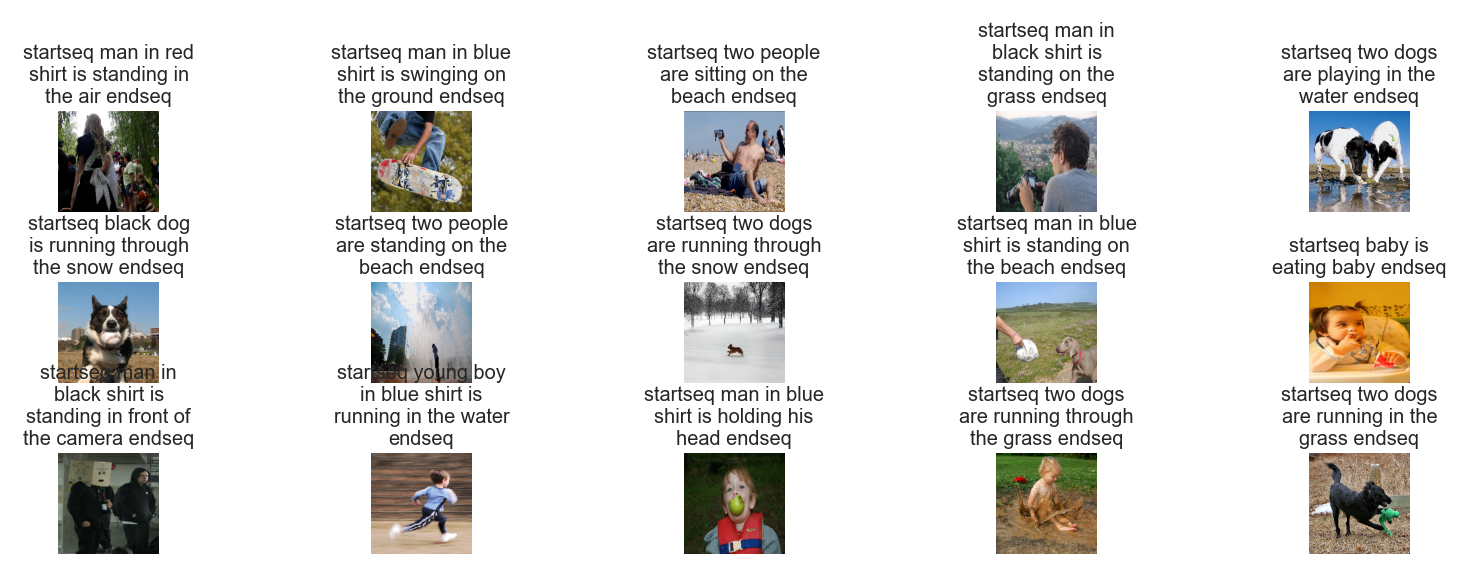 startseq man in red
shirt is standing in
the air endseq
startseq man in blue
shirt is swinging on
the ground endseq
startseq two people
are sitting on the
beach endseq
startseq man in
black shirt is
standing on the
grass endseq
startseq two dogs
are playing in the
water endseq
startseq black dog
is running through
the snow endseq
startseq two people
are standing on the
beach endseq
startseq two dogs
are running through
the snow endseq
startseq man in blue
shirt is standing on
the beach endseq
startseq baby is
eating baby endseq
startseq man in
black shirt is
standing in front of
the camera endseq
startseq young boy
in blue shirt is
running in the water
endseq
startseq man in blue
shirt is holding his
head endseq
startseq two dogs
are running through
the grass endseq
startseq two dogs
are running in the
grass endseq